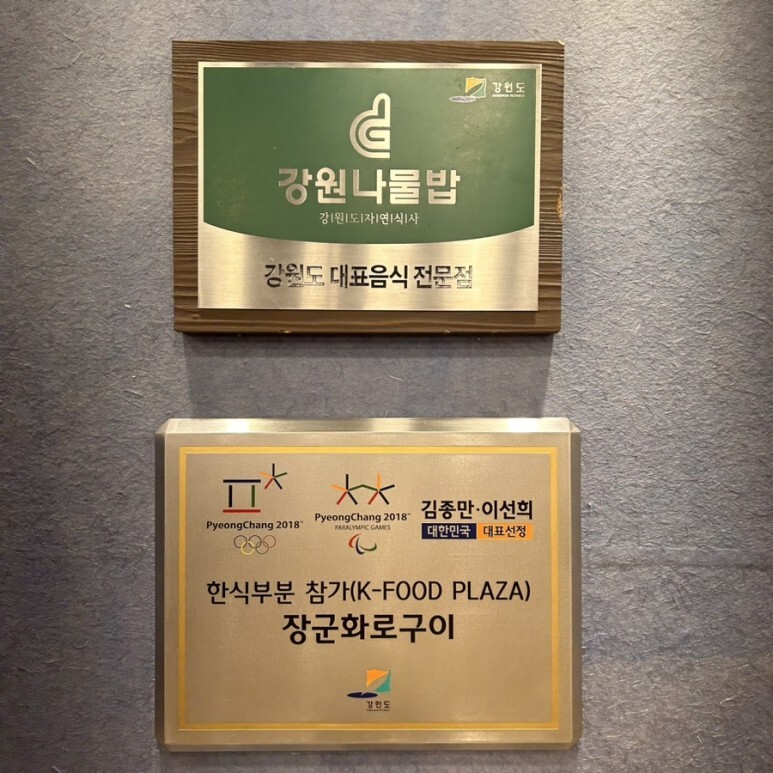 강원도
강원나물밥
강|원|도|자|연|식|사
강원도 대표음식 전문점
PyeongChang 2018™
PyeongChang 2018™
PARALYMPIC GAMES
김종만·이선희
대한민국 대표선정
한식부분 참가(K-FOOD PLAZA)
장군화로구이
강원도